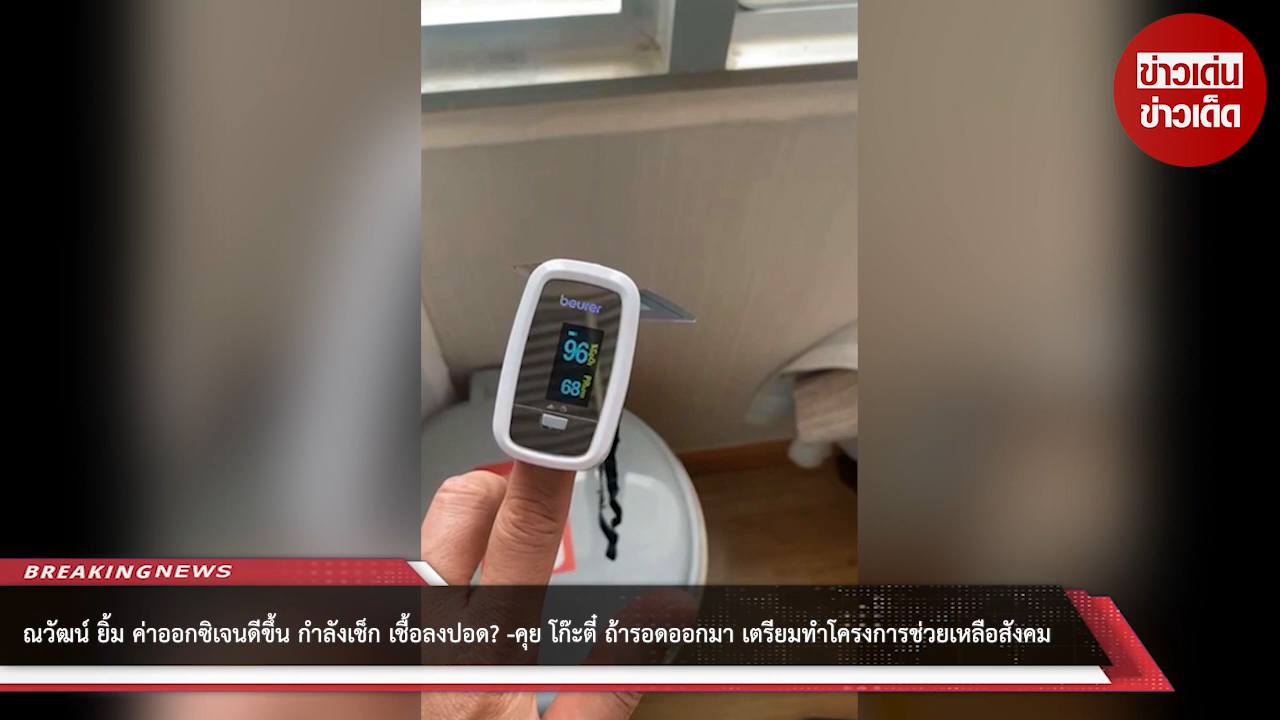 ข่าวเด่น
ข่าวเด็ด
beurer
96
68
BREAKING NEWS
ณวัฒน์ ยิ้ม ค่าออกซิเจนดีขึ้น กำลังเช็ก เชื้อลงปอด? -คุย โก๊ะตี๋ ถ้ารอดออกมา เตรียมทำโครงการช่วยเหลือสังคม